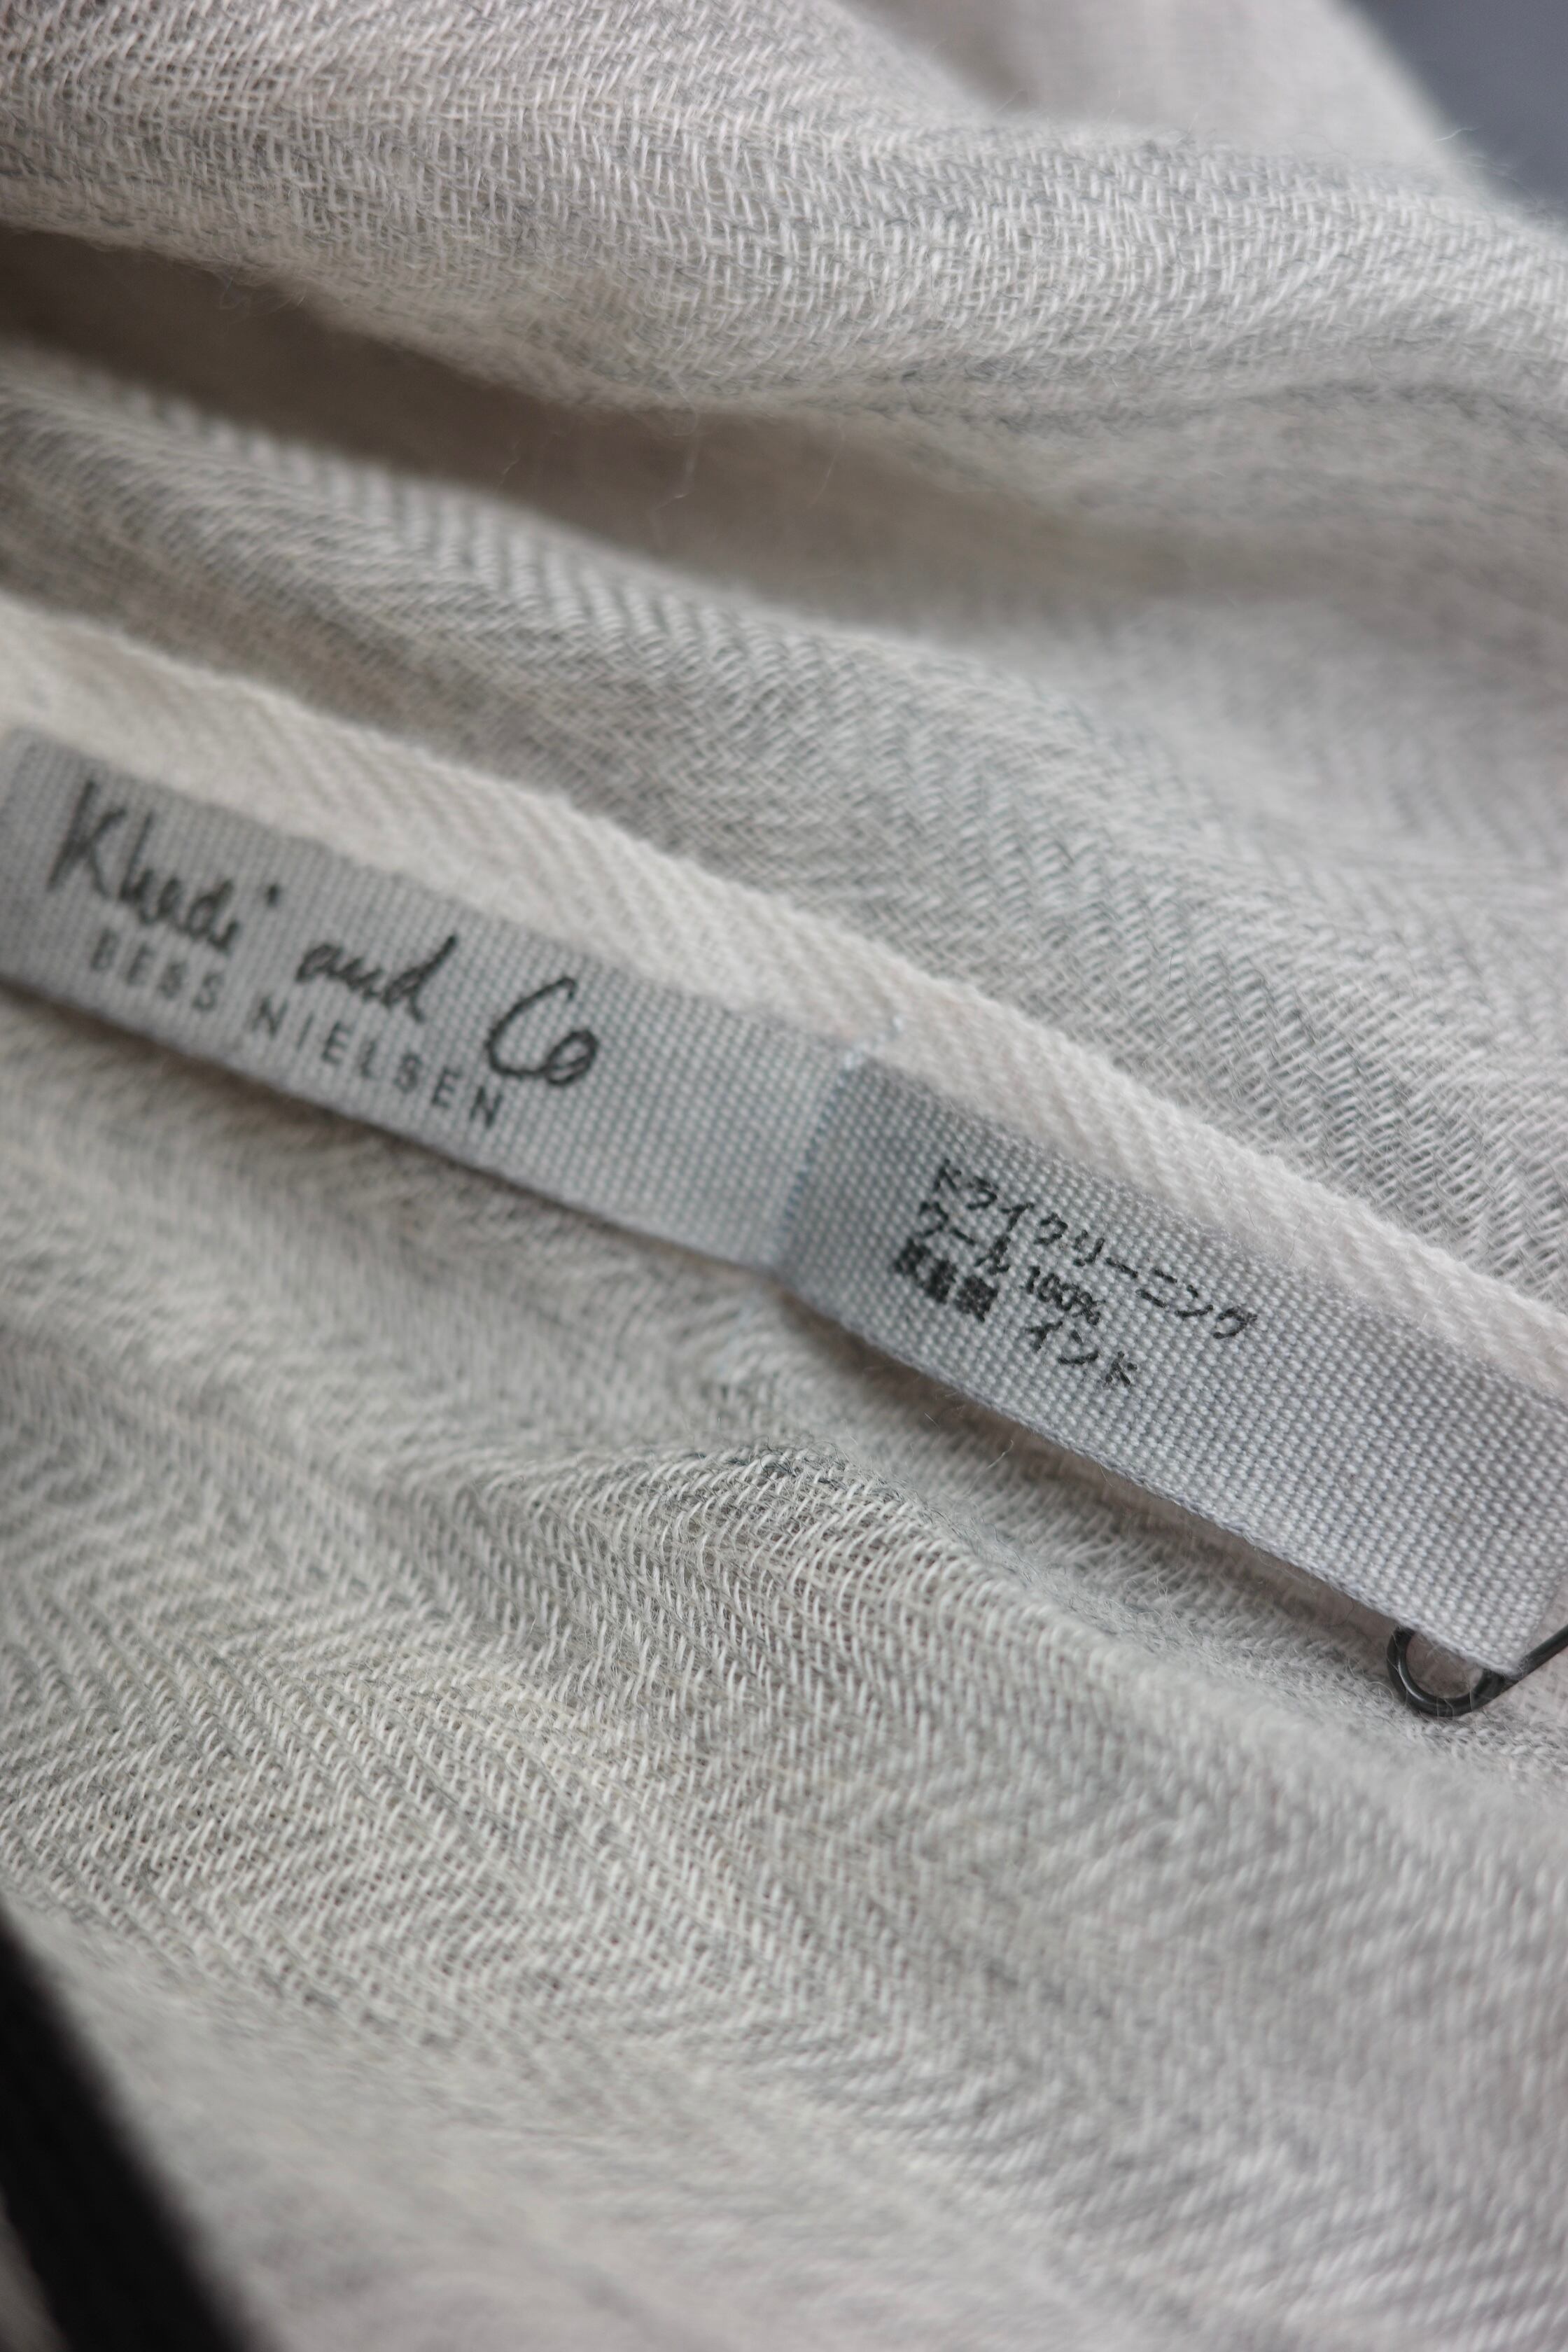 Khadi and Co
BESS NIELSEN
ドライクリーニング
ウール 100%
原産国 インド